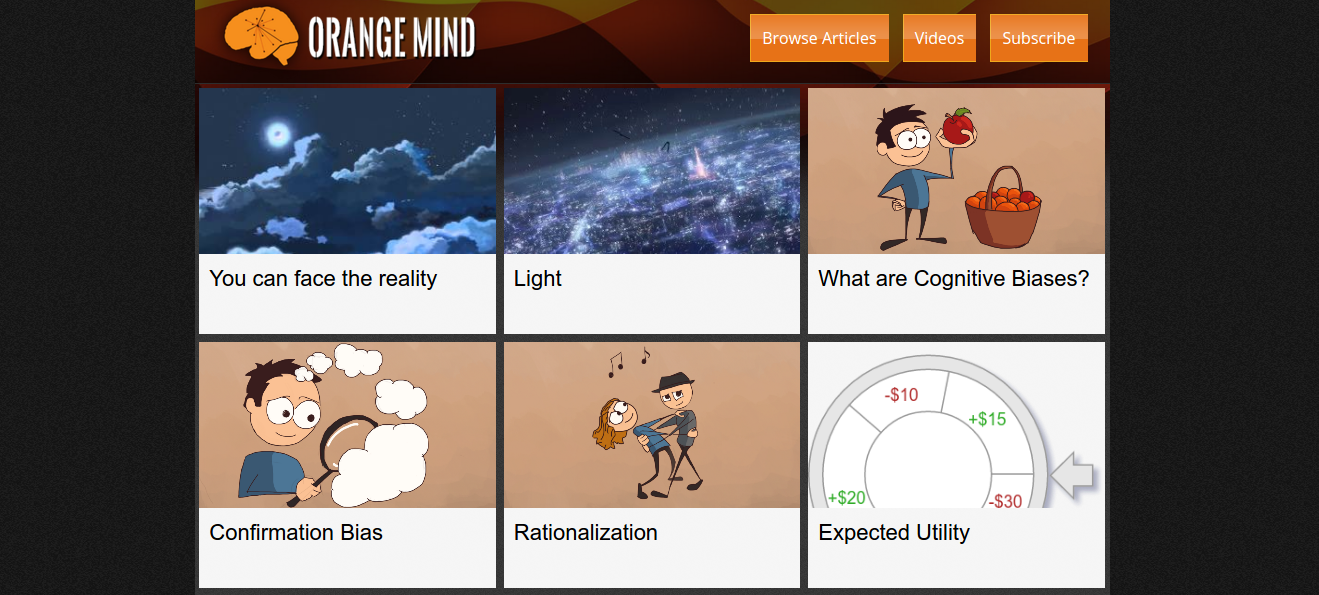 ORANGE MIND
Browse Articles
Videos
Subscribe
You can face the reality
Light
What are Cognitive Biases?
-$10
+$15
+$20
-$30
Confirmation Bias
Rationalization
Expected Utility